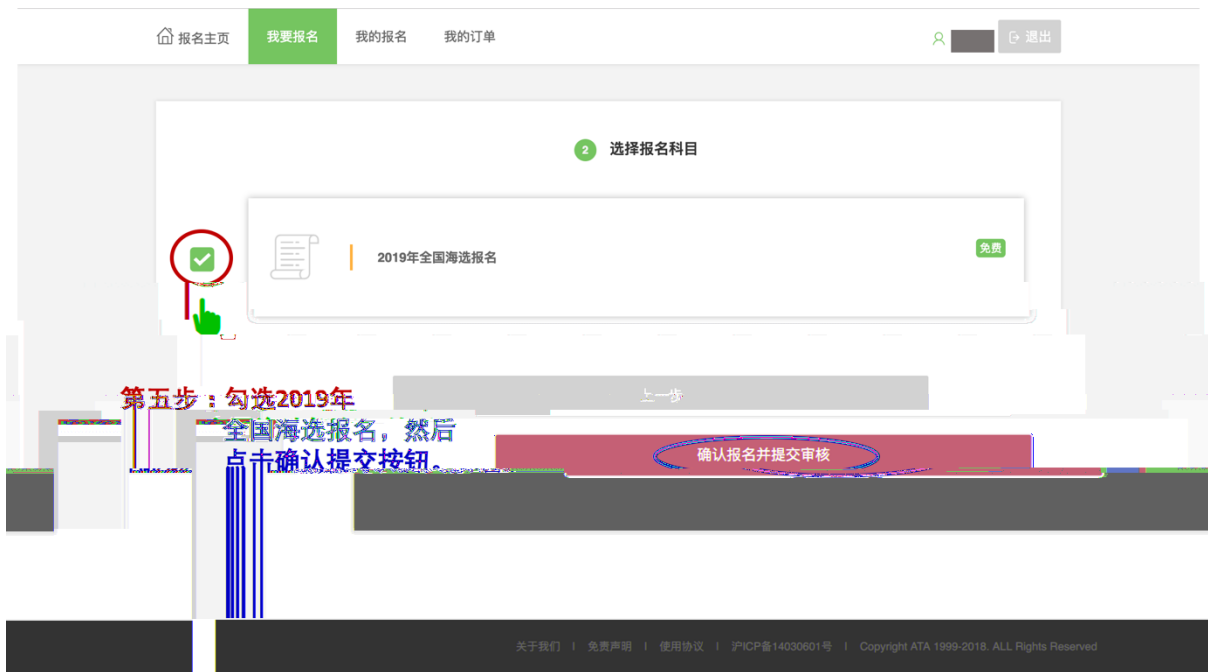 报名主页 我要报名 我的报名 我的订单 退出
2 选择报名科目
2019年全国海选报名 免费
上一步
第五步：勾选2019年
全国海选报名，然后
点击确认提交按钮。
确认报名并提交审核
关于我们 | 免责声明 | 使用协议 | 沪ICP备14030601号 | Copyright ATA 1999-2018. ALL Rights Reserved